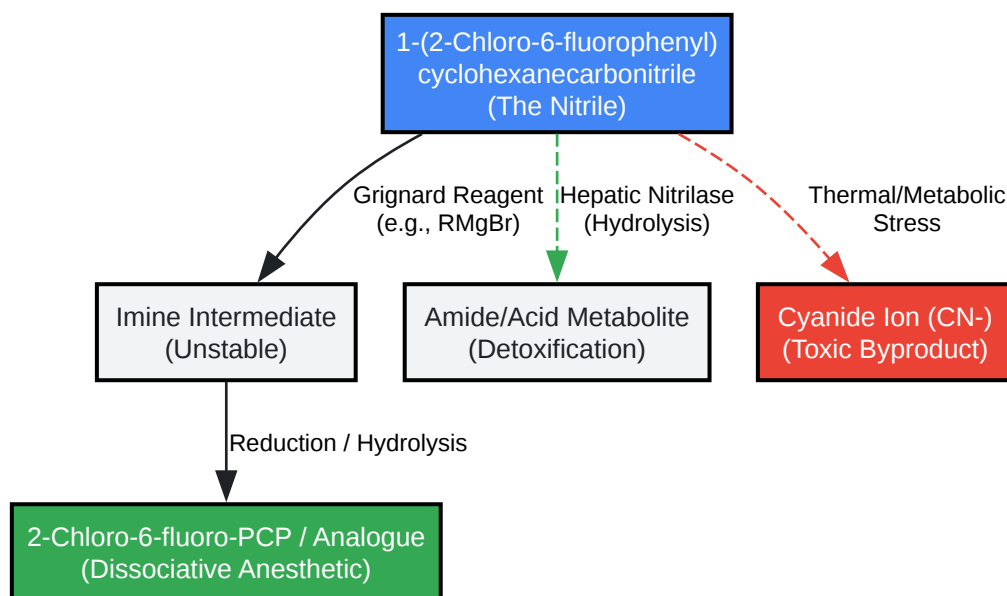 1-(2-Chloro-6-fluorophenyl)
cyclohexanecarbonitrile
(The Nitrile)
Grignard Reagent
(e.g., RMgBr)
Hepatic Nitrilase
(Hydrolysis)
Thermal/Metabolic
Stress
Imine Intermediate
(Unstable)
Amide/Acid Metabolite
(Detoxification)
Cyanide Ion (CN-)
(Toxic Byproduct)
Reduction / Hydrolysis
2-Chloro-6-fluoro-PCP / Analogue
(Dissociative Anesthetic)